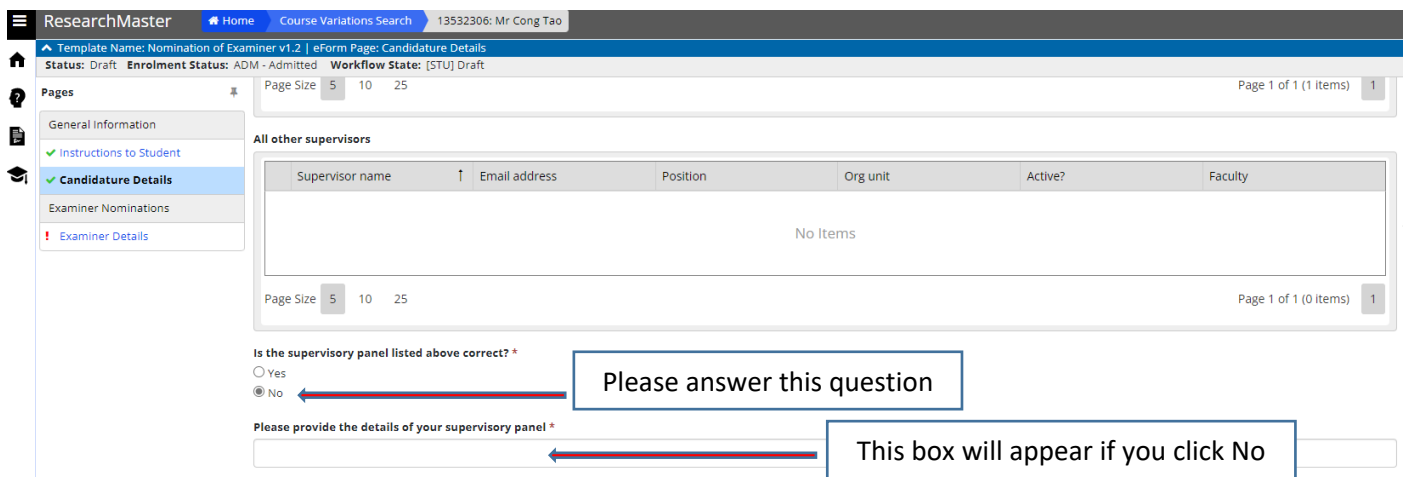 ResearchMaster Home Course Variations Search 13532306: Mr Cong Tao
Template Name: Nomination of Examiner v1.2 | eForm Page: Candidature Details
Status: Draft Enrolment Status: ADM - Admitted Workflow State: [STU] Draft
Pages
General Information
Instructions to Student
Candidature Details
Examiner Nominations
! Examiner Details
Page Size 5 10 25 Page 1 of 1 (1 items) 1
All other supervisors
Supervisor name ↑ Email address Position Org unit Active? Faculty
No Items
Page Size 5 10 25 Page 1 of 1 (0 items) 1
Is the supervisory panel listed above correct? *
Yes
No
Please answer this question
Please provide the details of your supervisory panel *
This box will appear if you click No